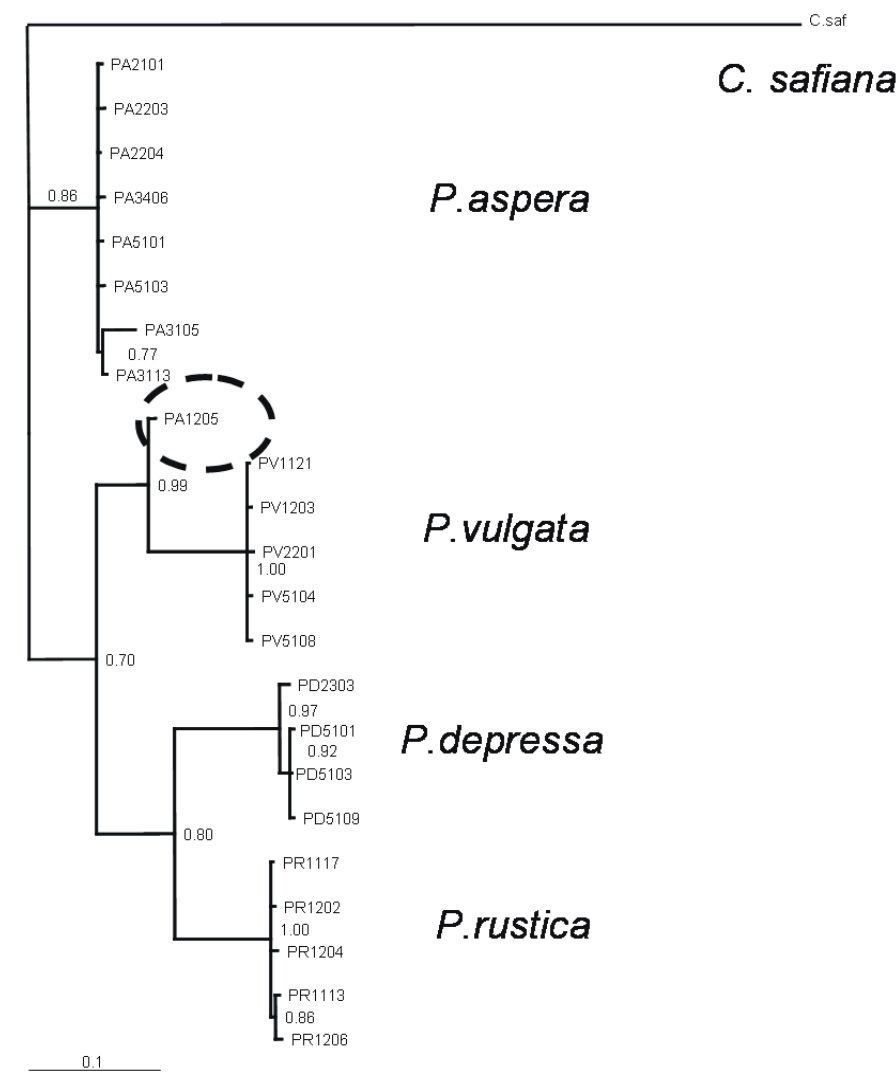 C.saf
C. safiana
PA2101
PA2203
PA2204
0.86
PA3406
P.aspera
PA5101
PA5103
PA3105
0.77
PA3113
PA1205
PV1121
0.99
PV1203
P.vulgata
PV2201
1.00
PV5104
PV5108
0.70
PD2303
0.97
PD5101
P.depressa
0.92
PD5103
PD5109
0.80
PR1117
PR1202
P.rustica
1.00
PR1204
PR1113
0.86
PR1206
0.1